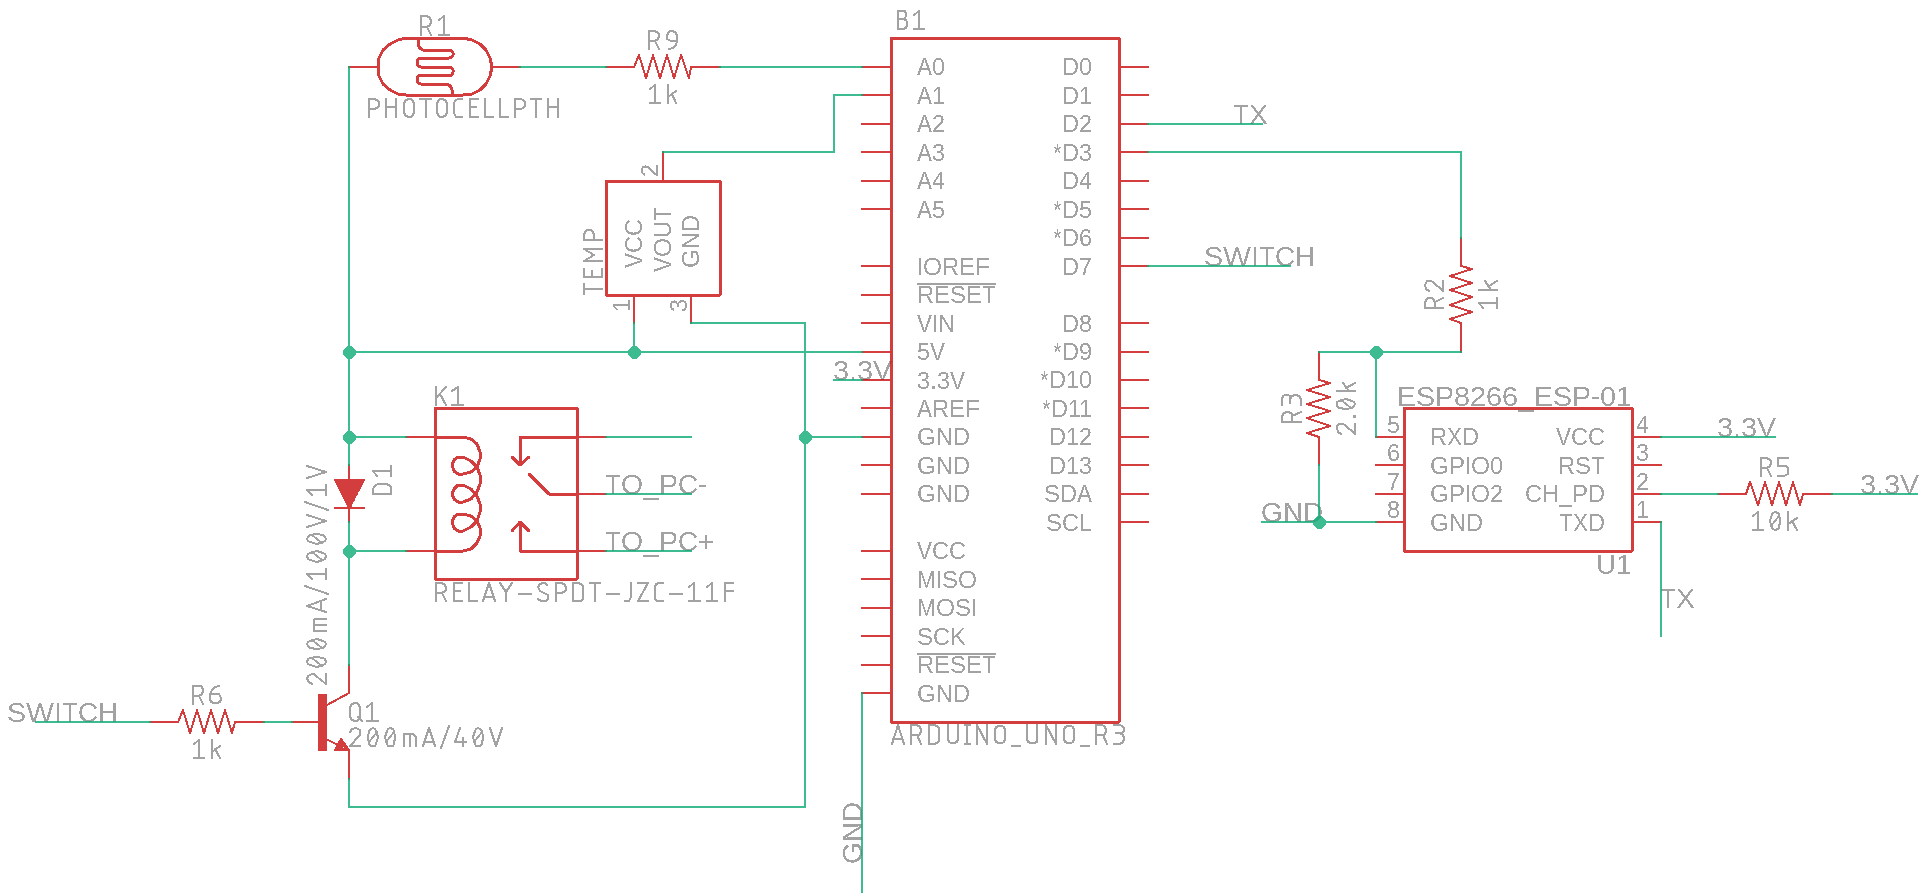 R1
PHOTOCELLPTH
R9
1k
B1
A0
A1
A2
A3
A4
A5
IOREF
RESET
VIN
5V
3.3V
AREF
GND
GND
GND
VCC
MISO
MOSI
SCK
RESET
GND
D0
D1
D2
*D3
D4
*D5
*D6
D7
D8
*D9
*D10
*D11
D12
D13
SDA
SCL
ARDUINO_UNO_R3
3.3V
GND
TX
SWITCH
TEMP
2
VCC
VOUT
GND
1
3
K1
TO_PC-
TO_PC+
RELAY-SPDT-JZC-11F
D1
200mA/100V/1V
SWITCH
R6
1k
Q1
200mA/40V
R2
1k
R3
2.0k
GND
ESP8266_ESP-01
5
6
7
8
RXD
GPIO0
GPIO2
GND
VCC
RST
CH_PD
TXD
4
3
2
1
U1
3.3V
R5
10k
3.3V
TX